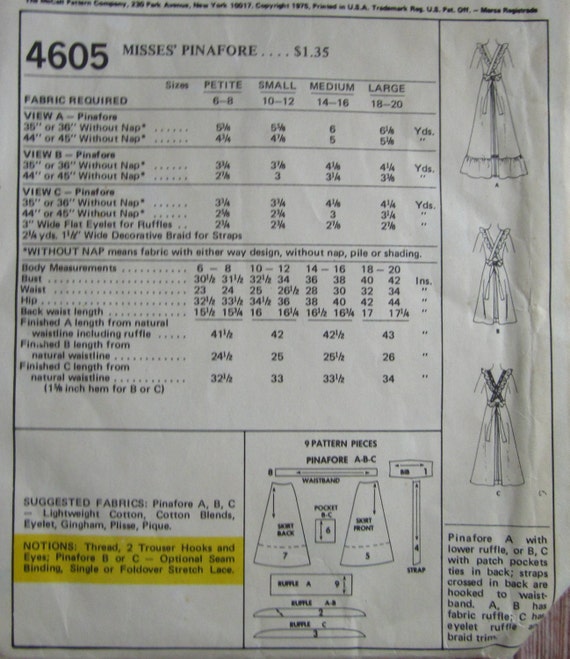 The McCall Pattern Company, 230 Park Avenue, New York 10017. Copyright 1975, Printed in U.S.A. Trademark Reg. U.S. Pat. Off. – Marca Registrada
4605 MISSES' PINAFORE .... $1.35
Sizes PETITE SMALL MEDIUM LARGE
FABRIC REQUIRED 6–8 10–12 14–16 18–20
VIEW A – Pinafore
35" or 36" Without Nap* ...... 5⅝ 5⅝ 6 6⅛ Yds.
44" or 45" Without Nap* ...... 4¾ 4⅞ 5 5⅛ "
VIEW B – Pinafore
35" or 36" Without Nap* ...... 3¾ 3⅞ 4⅛ 4¼ Yds.
44" or 45" Without Nap* ...... 2⅞ 3 3¼ 3⅜ "
VIEW C – Pinafore
35" or 36" Without Nap* ...... 3¾ 3¾ 4⅛ 4¼ Yds.
44" or 45" Without Nap* ...... 2⅝ 2¾ 3 3¼ "
3" Wide Flat Eyelet for Ruffles .. 2¾ 2¾ 2⅞ 2⅞ "
2¼ yds. 1½" Wide Decorative Braid for Straps
*WITHOUT NAP means fabric with either way design, without nap, pile or shading.
Body Measurements .......... 6 – 8 10 – 12 14 – 16 18 – 20
Bust ..................... 30½ 31½ 32½ 34 36 38 40 42 Ins.
Waist .................... 23 24 25 26½ 28 30 32 34 "
Hip ...................... 32½ 33½ 34½ 36 38 40 42 44 "
Back waist length .......... 15½ 15¾ 16 16¼ 16½ 16¾ 17 17¼ "
Finished A length from natural
waistline including ruffle ..... 41½ 42 42½ 43 "
Finished B length from
natural waistline ........... 24½ 25 25½ 26 "
Finished C length from
natural waistline ........... 32½ 33 33½ 34 "
(1⅝ inch hem for B or C)
A
B
C
SUGGESTED FABRICS: Pinafore A, B, C
– Lightweight Cotton, Cotton Blends,
Eyelet, Gingham, Plisse, Pique.
NOTIONS: Thread, 2 Trouser Hooks and
Eyes; Pinafore B or C – Optional Seam
Binding, Single or Foldover Stretch Lace.
9 PATTERN PIECES
PINAFORE A-B-C
8
WAISTBAND
BIB 1
SKIRT
BACK
7
POCKET
B-C
6
SKIRT
FRONT
5
4
STRAP
RUFFLE A 9
RUFFLE A-B
2
RUFFLE C
3
Pinafore A with
lower ruffle, or B, C
with patch pockets
ties in back; straps
crossed in back are
hooked to waist-
band. A, B has
fabric ruffle; C has
eyelet ruffle
braid trim